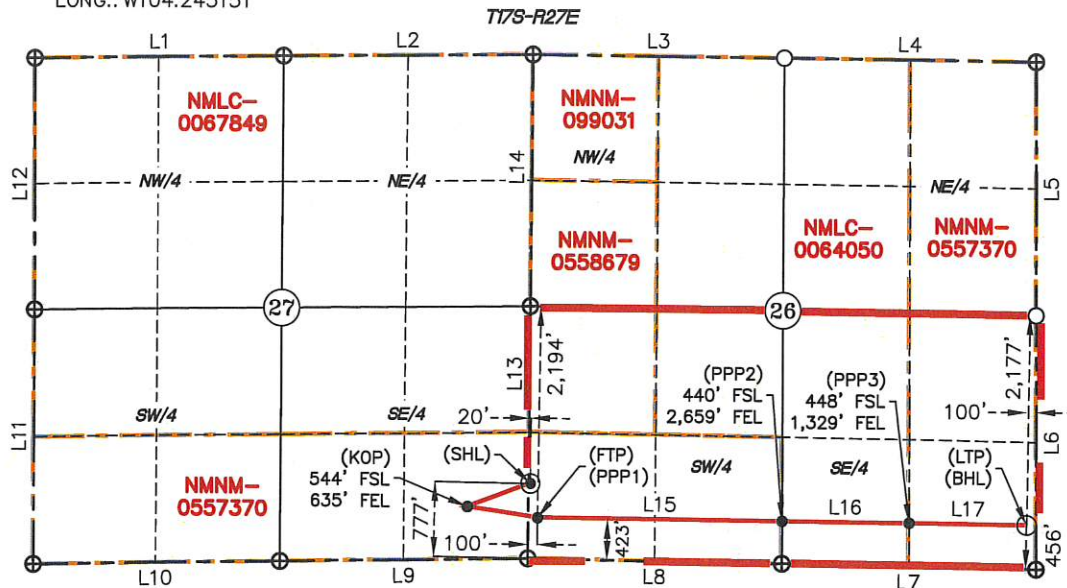 LONG.: W104.243151
T17S-R27E
L1
L2
L3
L4
NMLC-
0067849
NMNM-
099031
NW/4
L12
NW/4
NE/4
L14
NE/4
L5
NMNM-
0558679
NMLC-
0064050
NMNM-
0557370
27
26
L13
2,194'
(PPP2)
440' FSL
2,659' FEL
(PPP3)
448' FSL
1,329' FEL
2,177'
L11
SW/4
SE/4
20'
100'
L6
(KOP)
544' FSL
635' FEL
(SHL)
(FTP)
(PPP1)
SW/4
SE/4
(LTP)
(BHL)
NMNM-
0557370
777'
L15
L16
L17
100'
423'
456'
L10
L9
L8
L7